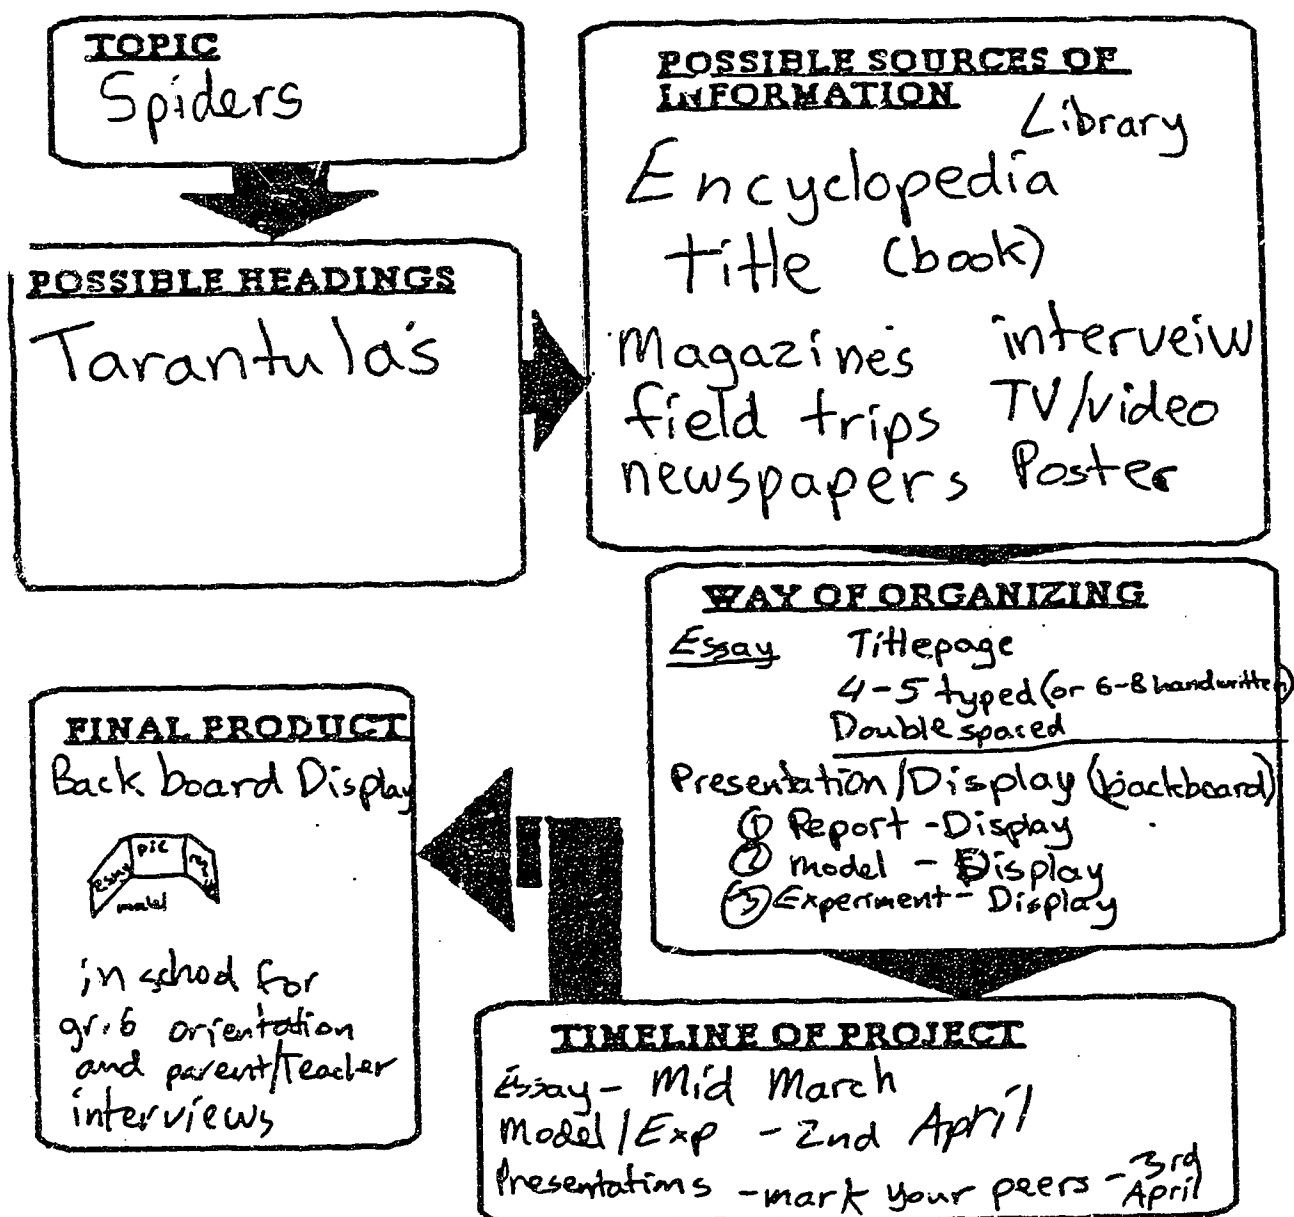 TOPIC
Spiders
POSSIBLE HEADINGS
Tarantula's
POSSIBLE SOURCES OF
INFORMATION
Library
Encyclopedia
title (book)
Magazines interveiw
field trips TV/video
newspapers Poster
WAY OF ORGANIZING
Essay Tittlepage
4-5 typed (or 6-8 handwritten)
Double spaced
Presentation/Display (backboard)
① Report - Display
② model - Display
③ Experiment - Display
TIMELINE OF PROJECT
Essay - Mid March
Model/Exp - 2nd April
Presentations - mark your peers - 3rd
April
FINAL PRODUCT
Back board Display
essay pic
model
in school for
gr. 6 orientation
and parent/Teacher
interviews